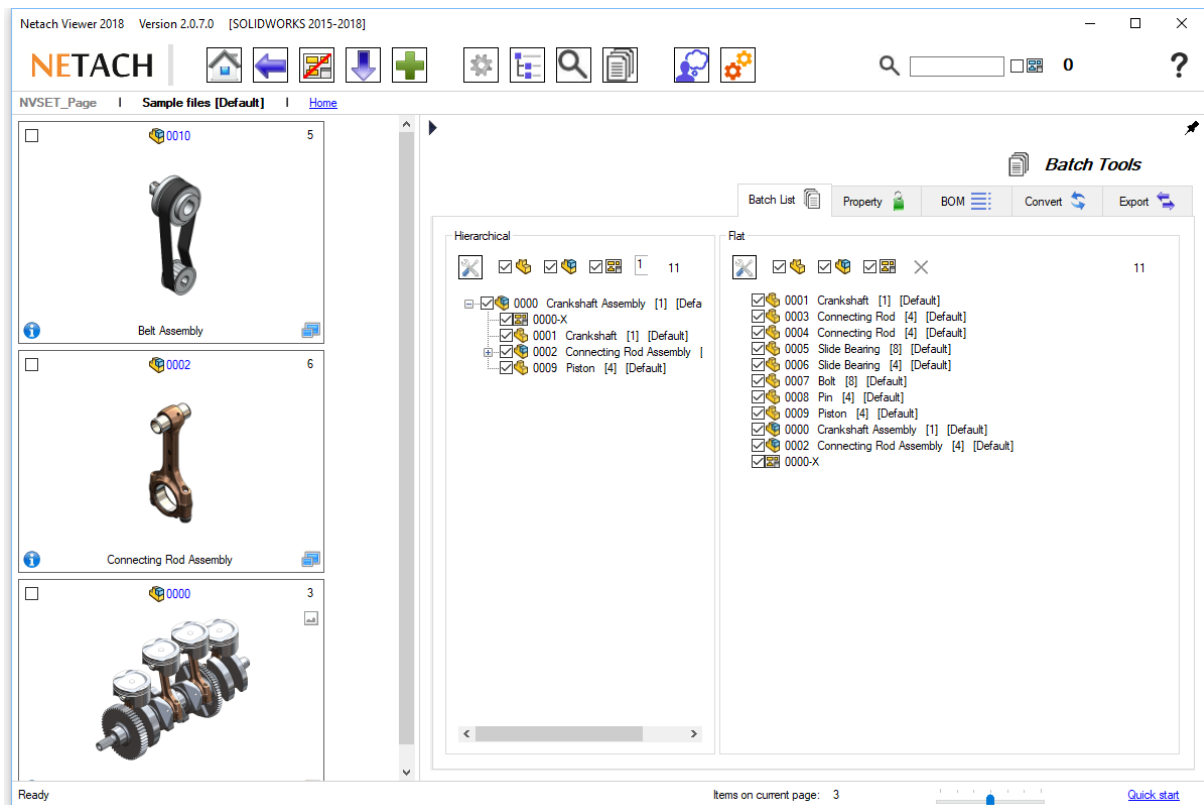 Netach Viewer 2018 Version 2.0.7.0 [SOLIDWORKS 2015-2018]
NETACH
0
?
NVSET_Page I Sample files [Default] I Home
0010 5
Belt Assembly
0002 6
Connecting Rod Assembly
0000 3
Batch Tools
Batch List Property BOM Convert Export
Hierarchical
1 11
0000 Crankshaft Assembly [1] [Defa
0000-X
0001 Crankshaft [1] [Default]
0002 Connecting Rod Assembly [
0009 Piston [4] [Default]
Flat
11
0001 Crankshaft [1] [Default]
0003 Connecting Rod [4] [Default]
0004 Connecting Rod [4] [Default]
0005 Slide Bearing [8] [Default]
0006 Slide Bearing [4] [Default]
0007 Bolt [8] [Default]
0008 Pin [4] [Default]
0009 Piston [4] [Default]
0000 Crankshaft Assembly [1] [Default]
0002 Connecting Rod Assembly [4] [Default]
0000-X
Ready Items on current page: 3 Quick start